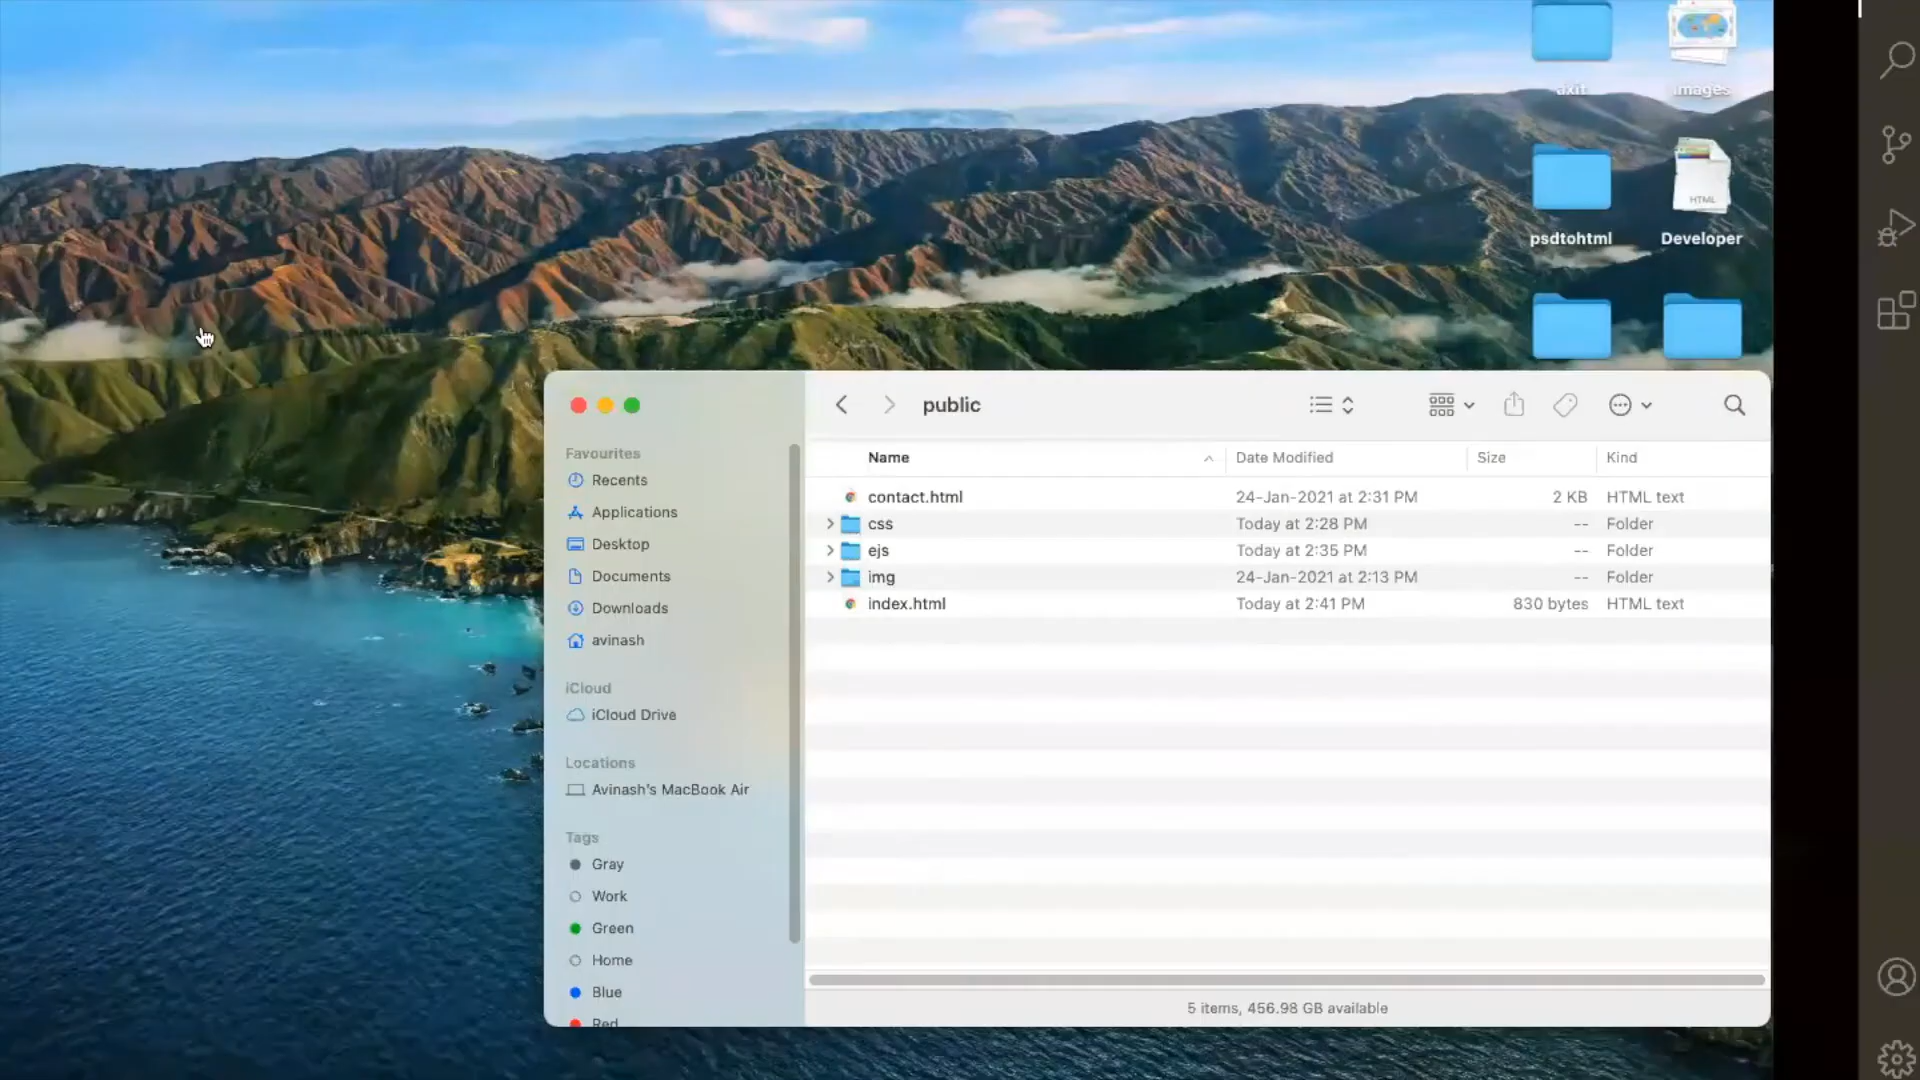 axit
images
HTML
psdtohtml
Developer
public
Favourites
Recents
Applications
Desktop
Documents
Downloads
avinash
iCloud
iCloud Drive
Locations
Avinash's MacBook Air
Tags
Gray
Work
Green
Home
Blue
Red
Name Date Modified Size Kind
contact.html 24-Jan-2021 at 2:31 PM 2 KB HTML text
css Today at 2:28 PM -- Folder
ejs Today at 2:35 PM -- Folder
img 24-Jan-2021 at 2:13 PM -- Folder
index.html Today at 2:41 PM 830 bytes HTML text
5 items, 456.98 GB available